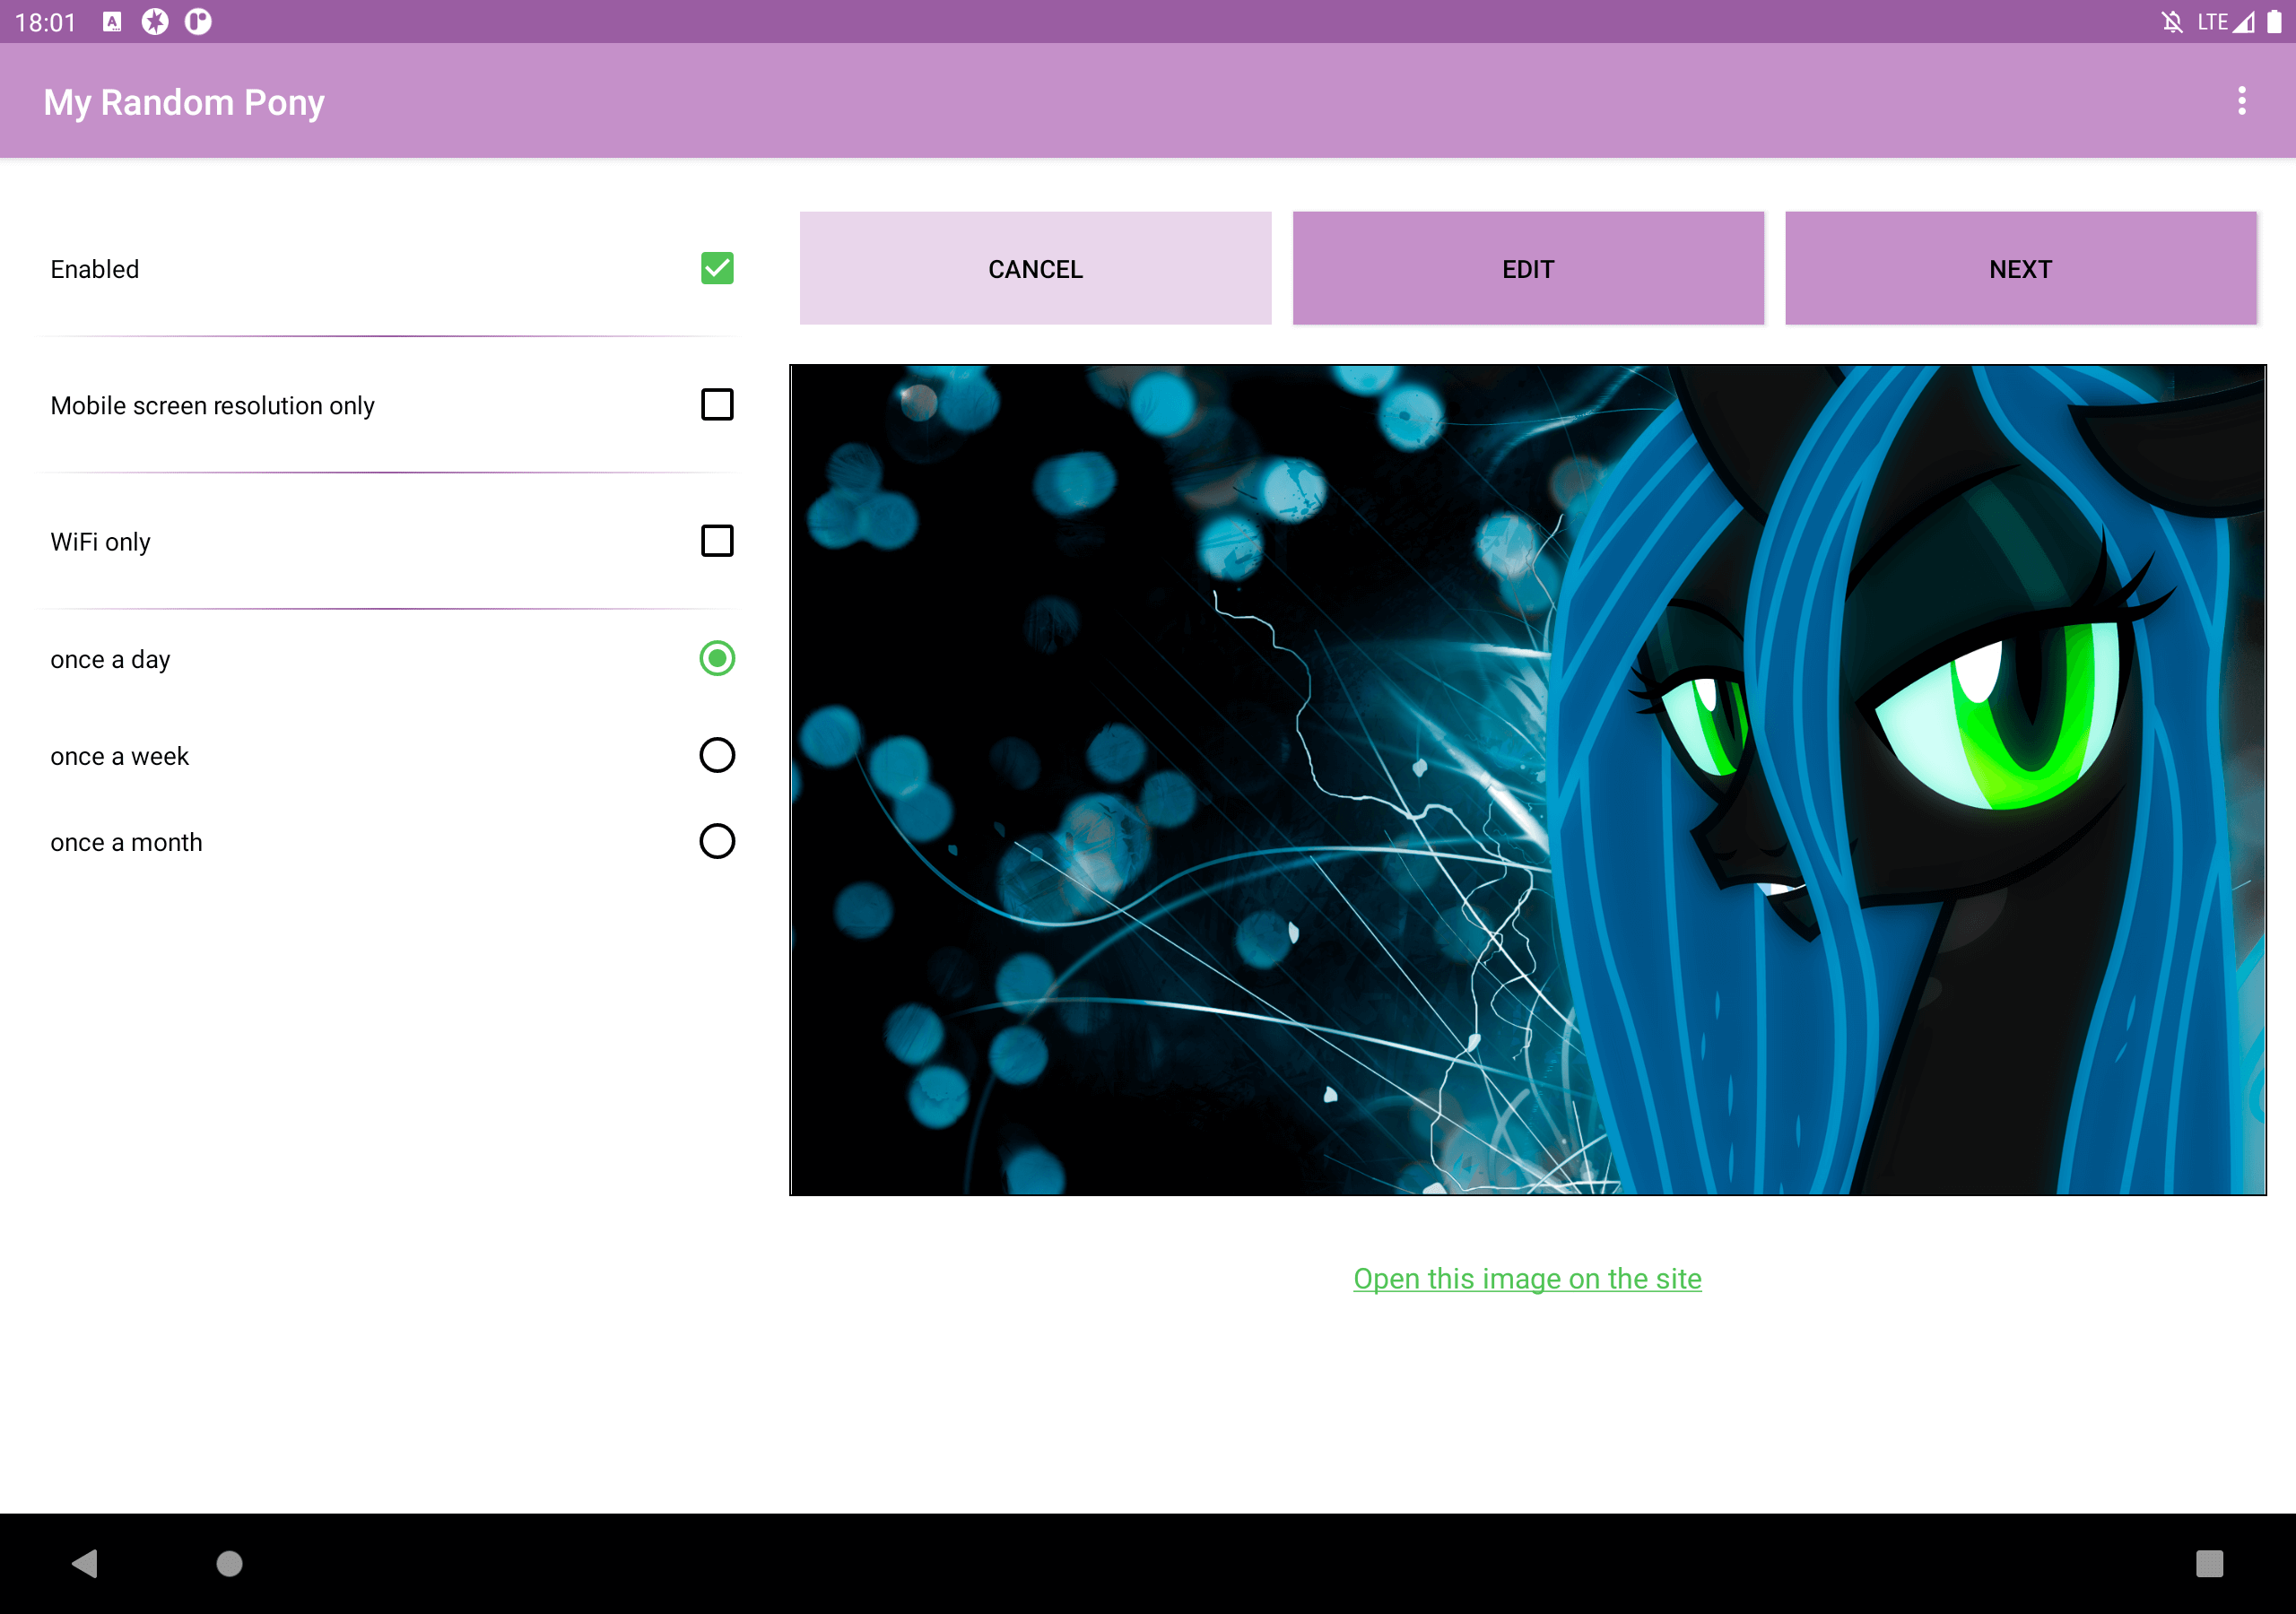 18:01
LTE
My Random Pony
Enabled
Mobile screen resolution only
WiFi only
once a day
once a week
once a month
CANCEL
EDIT
NEXT
Open this image on the site